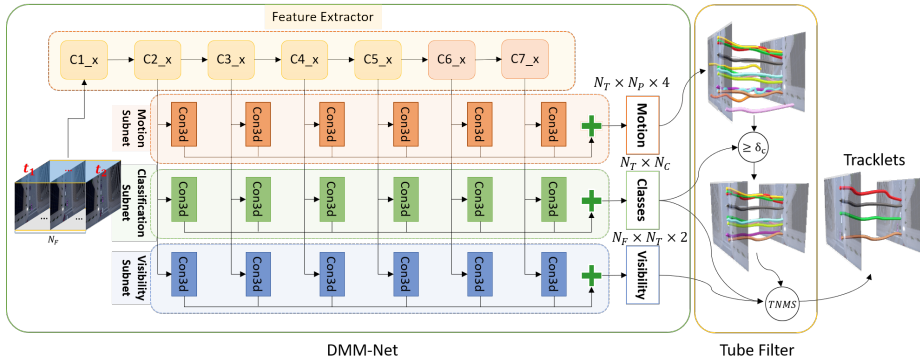 Feature Extractor
C1_x
C2_x
C3_x
C4_x
C5_x
C6_x
C7_x
Motion
Subnet
Con3d
Con3d
Con3d
Con3d
Con3d
Con3d
N_T × N_P × 4
Motion
t_1
...
...
...
N_F
Classification
Subnet
Con3d
Con3d
Con3d
Con3d
Con3d
Con3d
N_T × N_C
Classes
Visibility
Subnet
Con3d
Con3d
Con3d
Con3d
Con3d
Con3d
N_F × N_T × 2
Visibility
≥ δ_c
TNMS
Tracklets
DMM-Net
Tube Filter